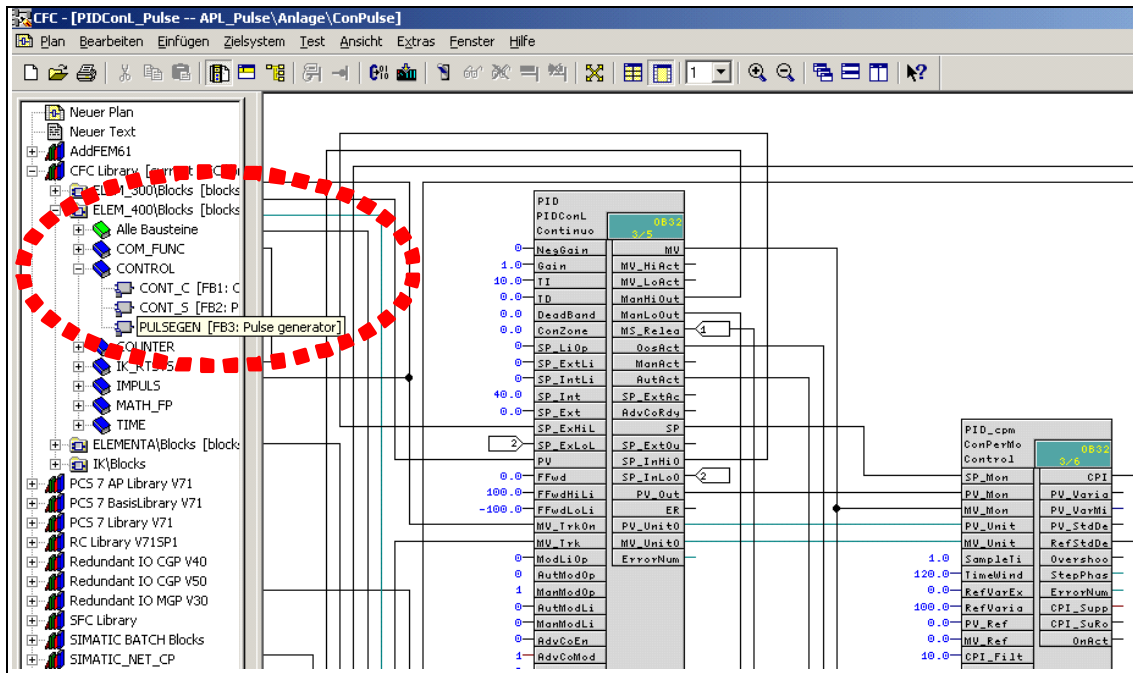 CFC - [PIDConL_Pulse -- APL_Pulse\Anlage\ConPulse]
Plan Bearbeiten Einfügen Zielsystem Test Ansicht Extras Fenster Hilfe
1
Neuer Plan
Neuer Text
AddFEM61
CFC Library
ELEM_300\Blocks [blocks
ELEM_400\Blocks [blocks
Alle Bausteine
COM_FUNC
CONTROL
CONT_C [FB1: C
CONT_S [FB2: P
PULSEGEN [FB3: Pulse generator]
COUNTER
IMPULS
MATH_FP
TIME
ELEMENTA\Blocks [block:
IK\Blocks
PCS 7 AP Library V71
PCS 7 BasisLibrary V71
PCS 7 Library V71
RC Library V71SP1
Redundant IO CGP V40
Redundant IO CGP V50
Redundant IO MGP V30
SFC Library
SIMATIC BATCH Blocks
SIMATIC_NET_CP
PID
PIDConL
Continuo
OB32
3/5
0 NegGain MV
1.0 Gain MV_HiAct
10.0 TI MV_LoAct
0.0 TD ManHiOut
0.0 DeadBand ManLoOut
0.0 ConZone MS_Relea 1
0 SP_LiOp OosAct
0 SP_ExtLi ManAct
0 SP_IntLi AutAct
40.0 SP_Int SP_ExtAc
0.0 SP_Ext AdvCoRdy
SP_ExHiL SP
2 SP_ExLoL SP_ExtOu
PV SP_InHiO
0.0 FFwd SP_InLoO 2
100.0 FFwdHiLi PV_Out
-100.0 FFwdLoLi ER
MV_TrkOn PV_UnitO
MV_Trk MV_UnitO
0 ModLiOp ErrorNum
0 AutModOp
1 ManModOp
0 AutModLi
0 ManModLi
0 AdvCoEn
1 AdvCoMod
PID_cpm
ConPerMo
Control
OB32
3/6
SP_Mon CPI
PV_Mon PV_Varia
MV_Mon PV_VarMi
PV_Unit PV_StdDe
MV_Unit RefStdDe
1.0 SampleTi Overshoo
120.0 TimeWind StepPhas
0.0 RefVarEx ErrorNum
100.0 RefVaria CPI_Supp
0.0 PV_Ref CPI_SuRo
0.0 MV_Ref OnAct
10.0 CPI_Filt